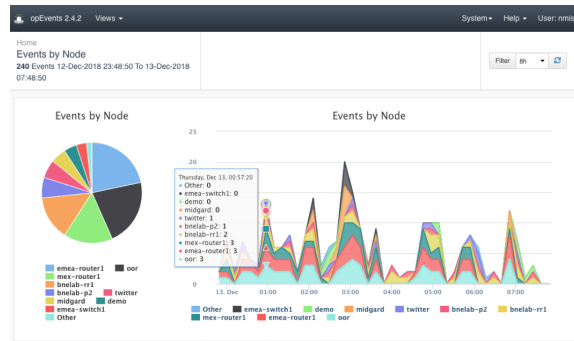 opEvents 2.4.2 Views System Help User: nmis
Home
Events by Node
240 Events 12-Dec-2018 23:48:50 To 13-Dec-2018
07:48:50
Filter 8h
Events by Node
emea-router1 oor
mex-router1
bnelab-rr1
bnelab-p2 twitter
midgard demo
emea-switch1
Other
Events by Node
25
20
Thursday, Dec 13, 00:57:20
Other: 0
emea-switch1: 0
demo: 0
midgard: 0
twitter: 1
bnelab-p2: 1
bnelab-rr1: 2
mex-router1: 3
emea-router1: 3
oor: 3
0
13. Dec 01:00 02:00 03:00 04:00 05:00 06:00 07:00
Other emea-switch1 demo midgard twitter bnelab-p2 bnelab-rr1
mex-router1 emea-router1 oor